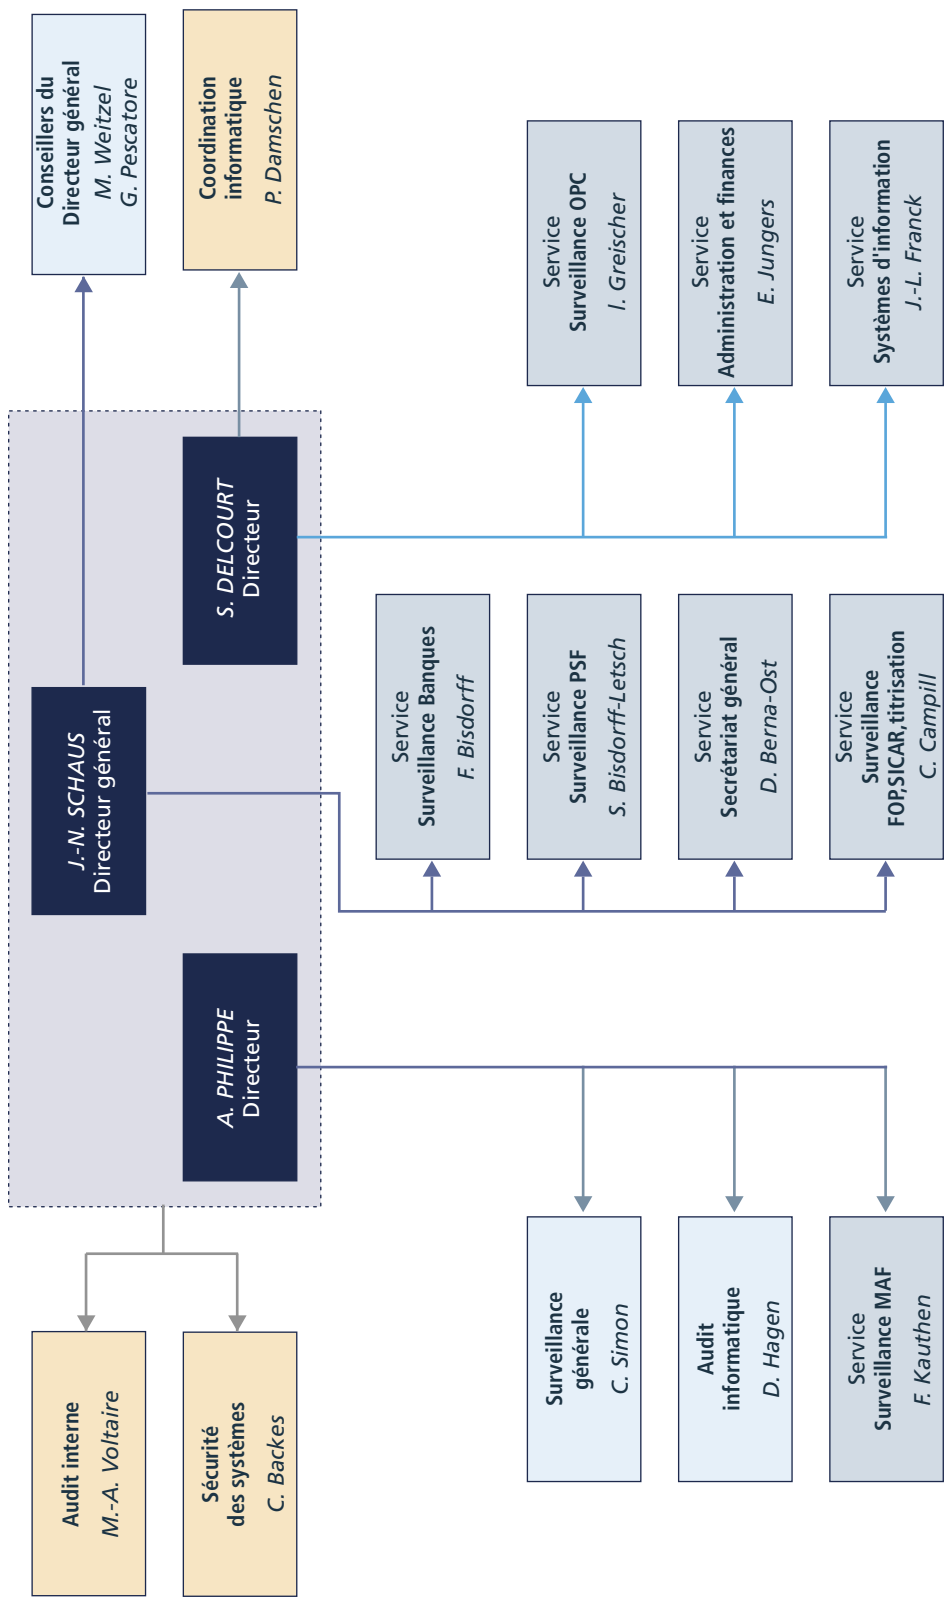 Audit interne
M.-A. Voltaire
Sécurité
des systèmes
C. Backes
J.-N. SCHAUS
Directeur général
A. PHILIPPE
Directeur
S. DELCOURT
Directeur
Conseillers du
Directeur général
M. Weitzel
G. Pescatore
Coordination
informatique
P. Damschen
Surveillance
générale
C. Simon
Audit
informatique
D. Hagen
Service
Surveillance MAF
F. Kauthen
Service
Surveillance Banques
F. Bisdorff
Service
Surveillance PSF
S. Bisdorff-Letsch
Service
Secrétariat général
D. Berna-Ost
Service
Surveillance
FOP,SICAR,titrisation
C. Campill
Service
Surveillance OPC
I. Greischer
Service
Administration et finances
E. Jungers
Service
Systèmes d'information
J.-L. Franck